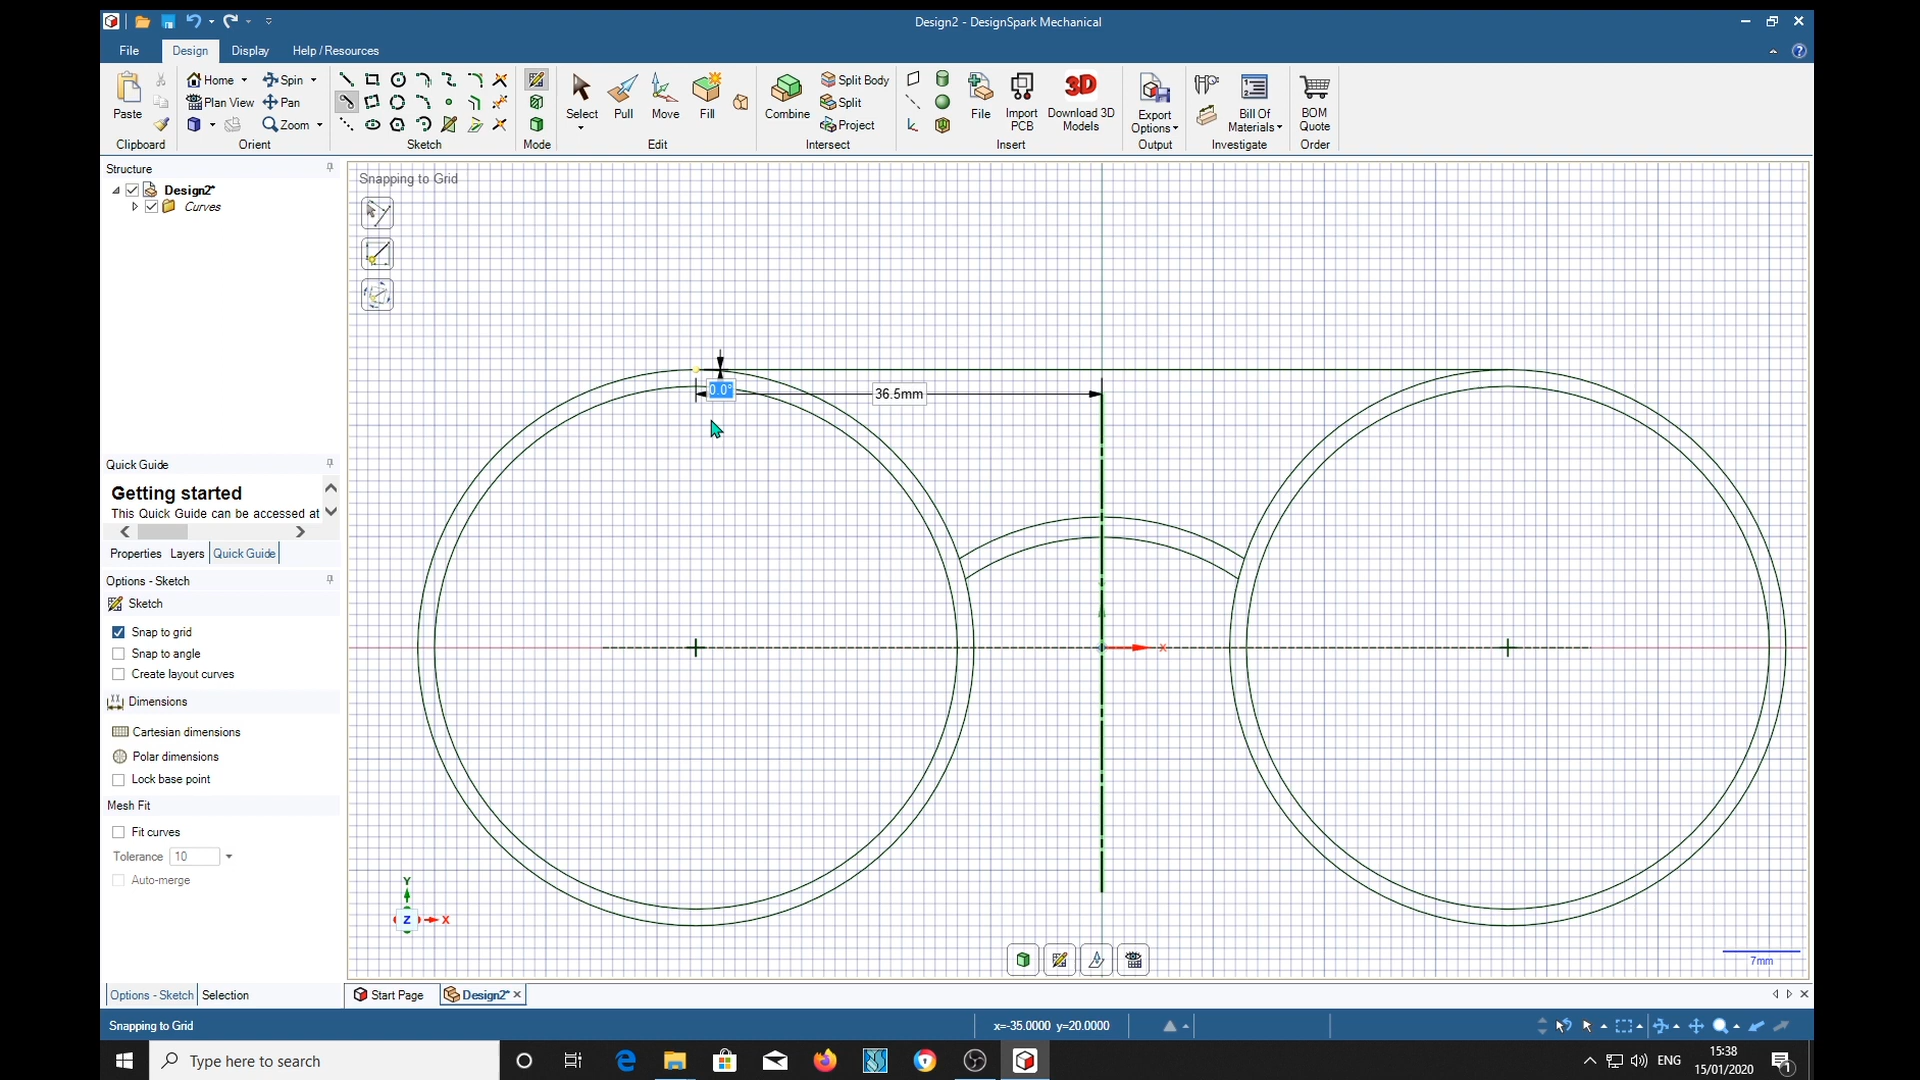 Design2 - DesignSpark Mechanical
File Design Display Help / Resources
Home Spin
Plan View Pan
Zoom
Paste
Select Pull Move Fill
Combine
Split Body
Split
Project
File
Import PCB
Download 3D Models
3D
Export Options
Bill Of Materials
BOM Quote
Clipboard Orient Sketch Mode Edit Intersect Insert Output Investigate Order
Structure
Design2*
Curves
Snapping to Grid
0.0°
36.5mm
X
Quick Guide
Getting started
This Quick Guide can be accessed at
Properties Layers Quick Guide
Options - Sketch
Sketch
Snap to grid
Snap to angle
Create layout curves
Dimensions
Cartesian dimensions
Polar dimensions
Lock base point
Mesh Fit
Fit curves
Tolerance 10
Auto-merge
Y
Z X
7mm
Options - Sketch Selection
Start Page Design2*
Snapping to Grid x=-35.0000 y=20.0000
Type here to search
ENG
15:38
15/01/2020
1